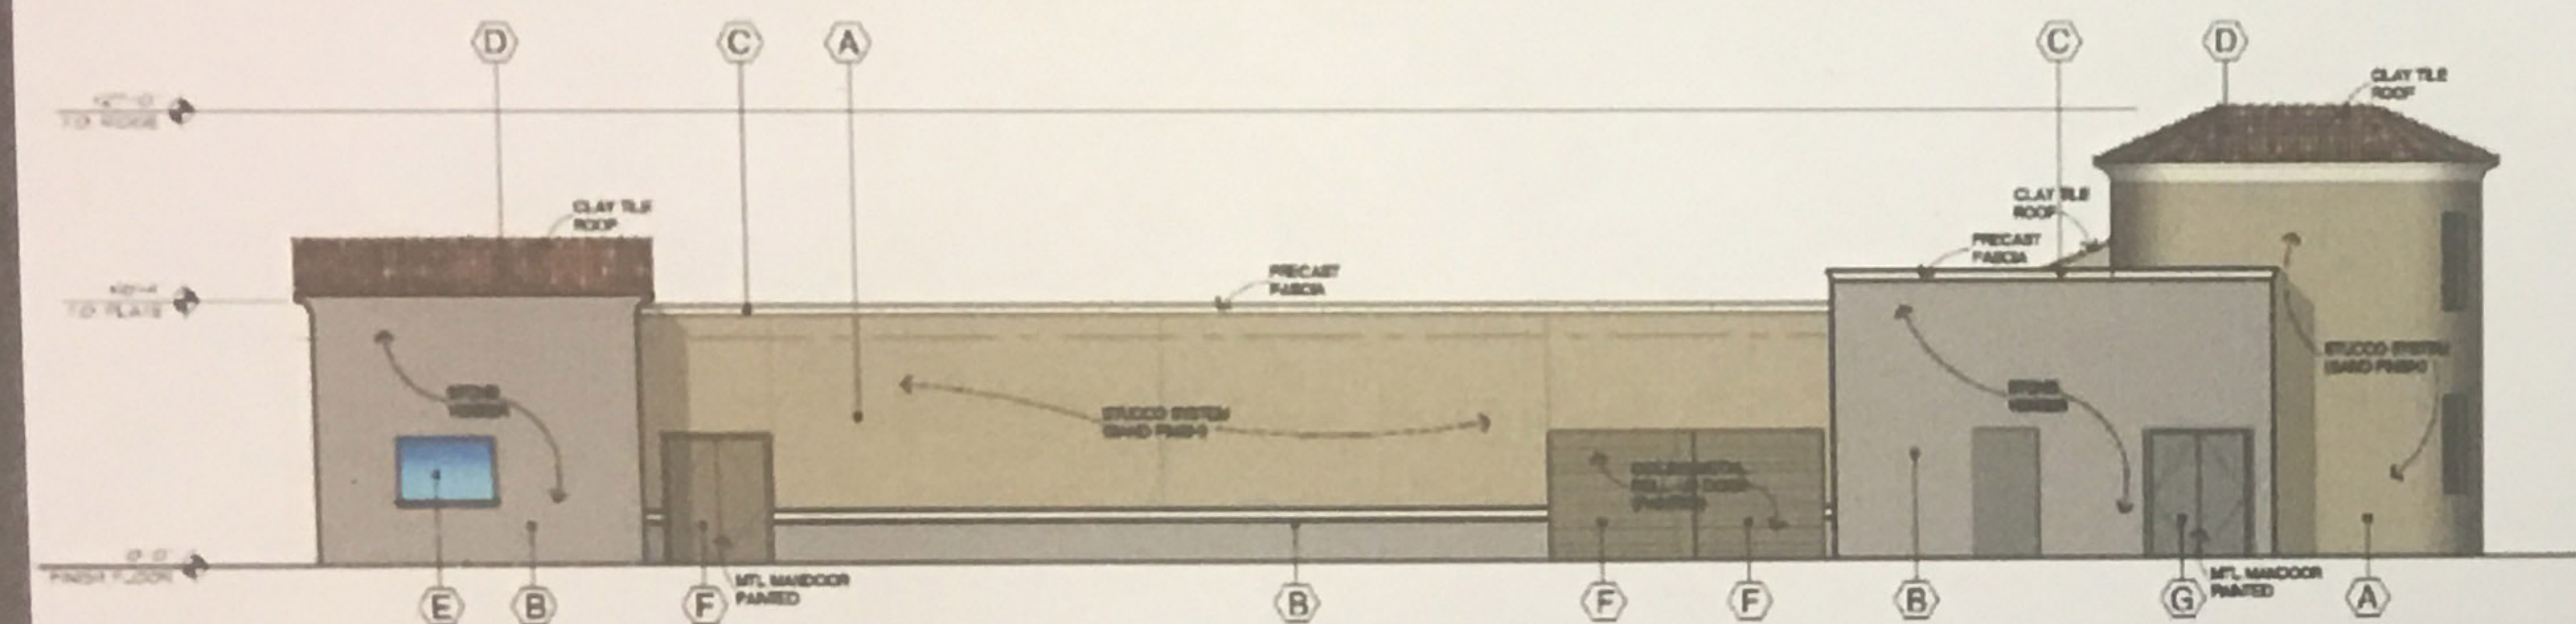 D
C
A
C
D
CLAY TILE
ROOF
T.O. RIDGE
CLAY TILE
ROOF
CLAY TILE
ROOF
PRECAST
FASCIA
PRECAST
FASCIA
T.O. PLATE
STUCCO SYSTEM
(SAND FINISH)
STONE
VENEER
STONE
VENEER
STUCCO SYSTEM
(SAND FINISH)
FINISH FLOOR
MTL MANDOOR
PAINTED
MTL MANDOOR
PAINTED
E
B
F
B
F
F
B
G
A